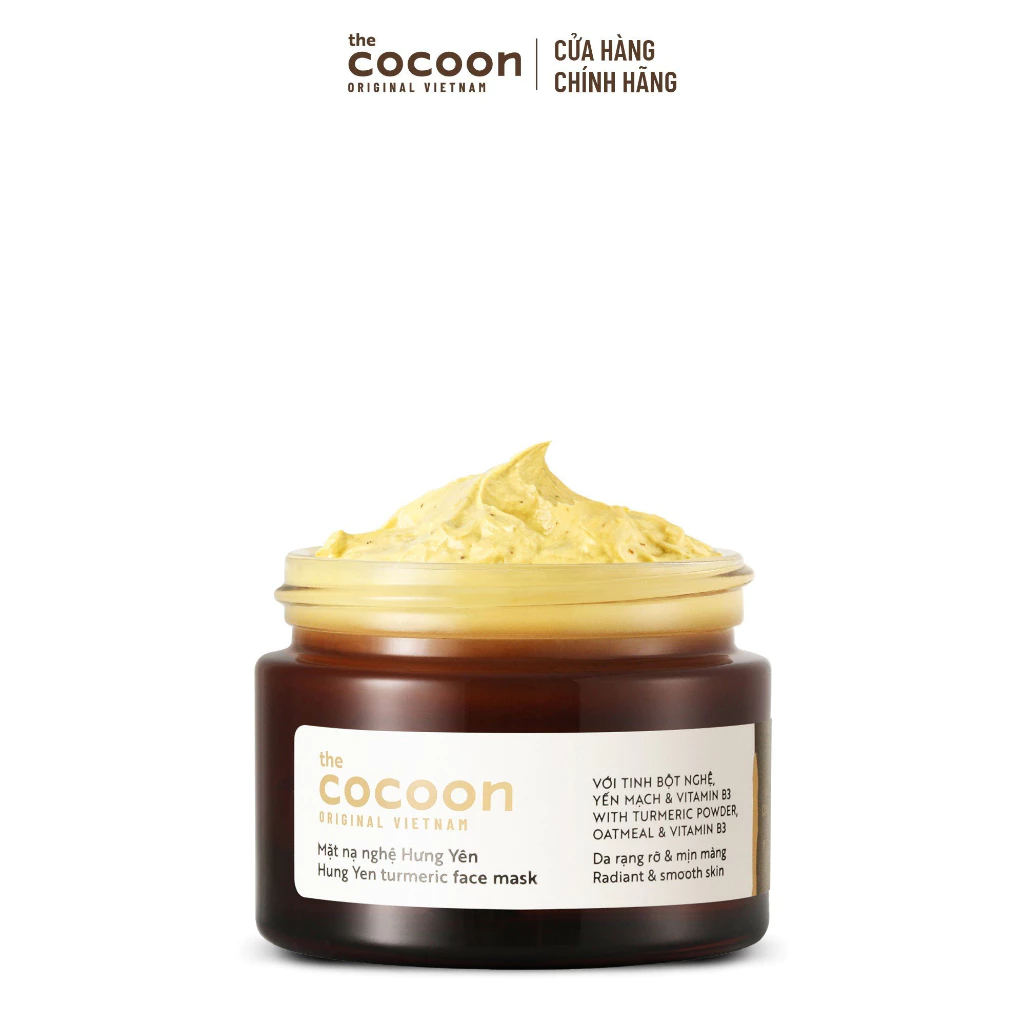 the
cocoon
ORIGINAL VIETNAM
CỬA HÀNG
CHÍNH HÃNG
the
cocoon
ORIGINAL VIETNAM
Mặt nạ nghệ Hưng Yên
Hung Yen turmeric face mask
VỚI TINH BỘT NGHỆ,
YẾN MẠCH & VITAMIN B3
WITH TURMERIC POWDER,
OATMEAL & VITAMIN B3
Da rạng rỡ & mịn màng
Radiant & smooth skin